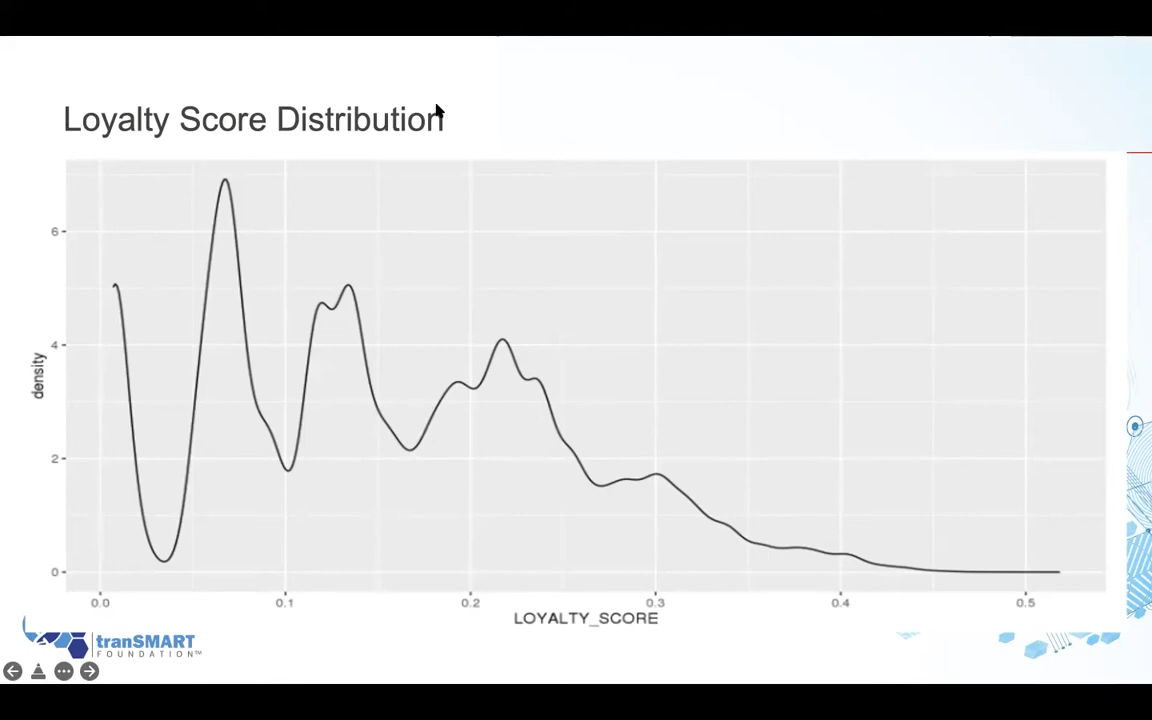 Loyalty Score Distribution
6
4
density
2
0
0.0 0.1 0.2 0.3 0.4 0.5
LOYALTY_SCORE
tranSMART
FOUNDATION™